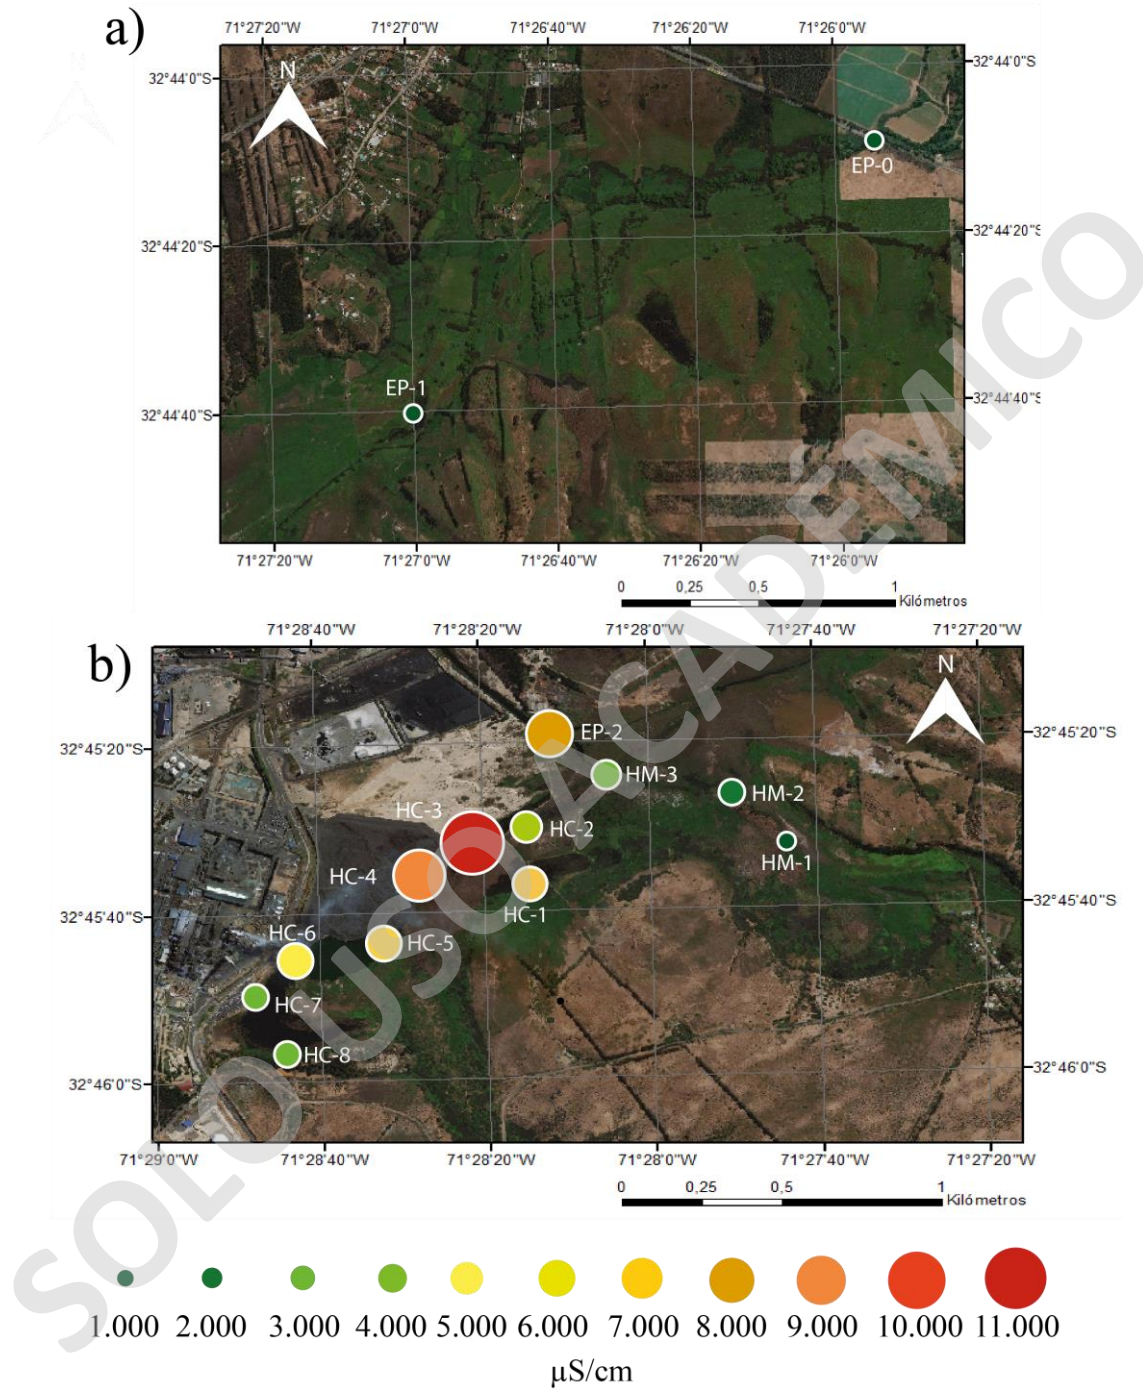 a)
71°27'20"W 71°27'0"W 71°26'40"W 71°26'20"W 71°26'0"W
N
32°44'0"S 32°44'0"S
EP-0
32°44'20"S 32°44'20"S
EP-1
32°44'40"S 32°44'40"S
71°27'20"W 71°27'0"W 71°26'40"W 71°26'20"W 71°26'0"W
0 0,25 0,5 1
Kilómetros
71°28'40"W 71°28'20"W 71°28'0"W 71°27'40"W 71°27'20"W
b)
N
EP-2
32°45'20"S 32°45'20"S
HM-3
HM-2
HC-3
HC-2
HM-1
HC-4
HC-1
32°45'40"S 32°45'40"S
HC-6
HC-5
HC-7
HC-8
32°46'0"S 32°46'0"S
71°29'0"W 71°28'40"W 71°28'20"W 71°28'0"W 71°27'40"W 71°27'20"W
0 0,25 0,5 1
Kilómetros
1.000 2.000 3.000 4.000 5.000 6.000 7.000 8.000 9.000 10.000 11.000
µS/cm
SOLO USO ACADÉMICO